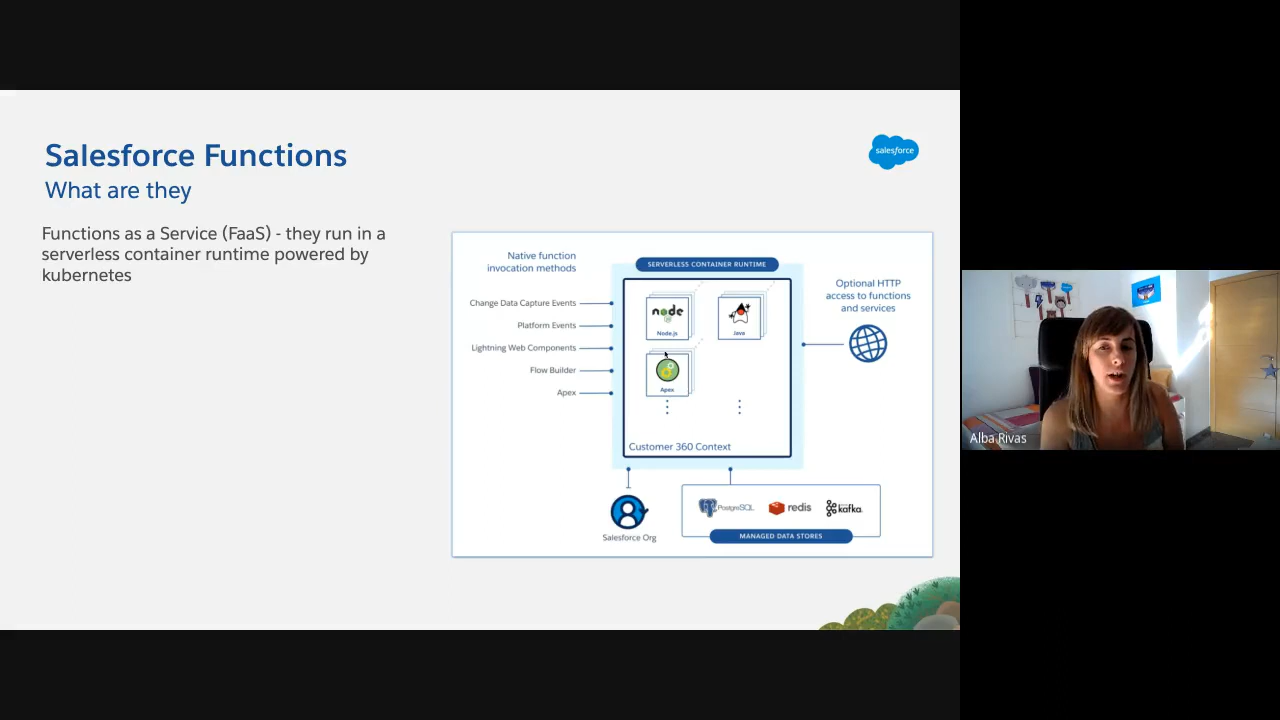 Salesforce Functions
What are they
Functions as a Service (FaaS) - they run in a
serverless container runtime powered by
kubernetes
salesforce
Native function
invocation methods
Change Data Capture Events
Platform Events
Lightning Web Components
Flow Builder
Apex
SERVERLESS CONTAINER RUNTIME
node
Node.js
Java
Apex
Customer 360 Context
Optional HTTP
access to functions
and services
Salesforce Org
PostgreSQL
redis
kafka
MANAGED DATA STORES
Alba Rivas